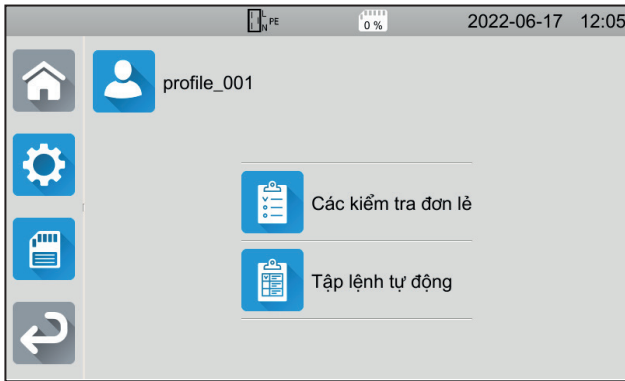 L
N PE 0 % 2022-06-17 12:05
profile_001
Các kiểm tra đơn lẻ
Tập lệnh tự động